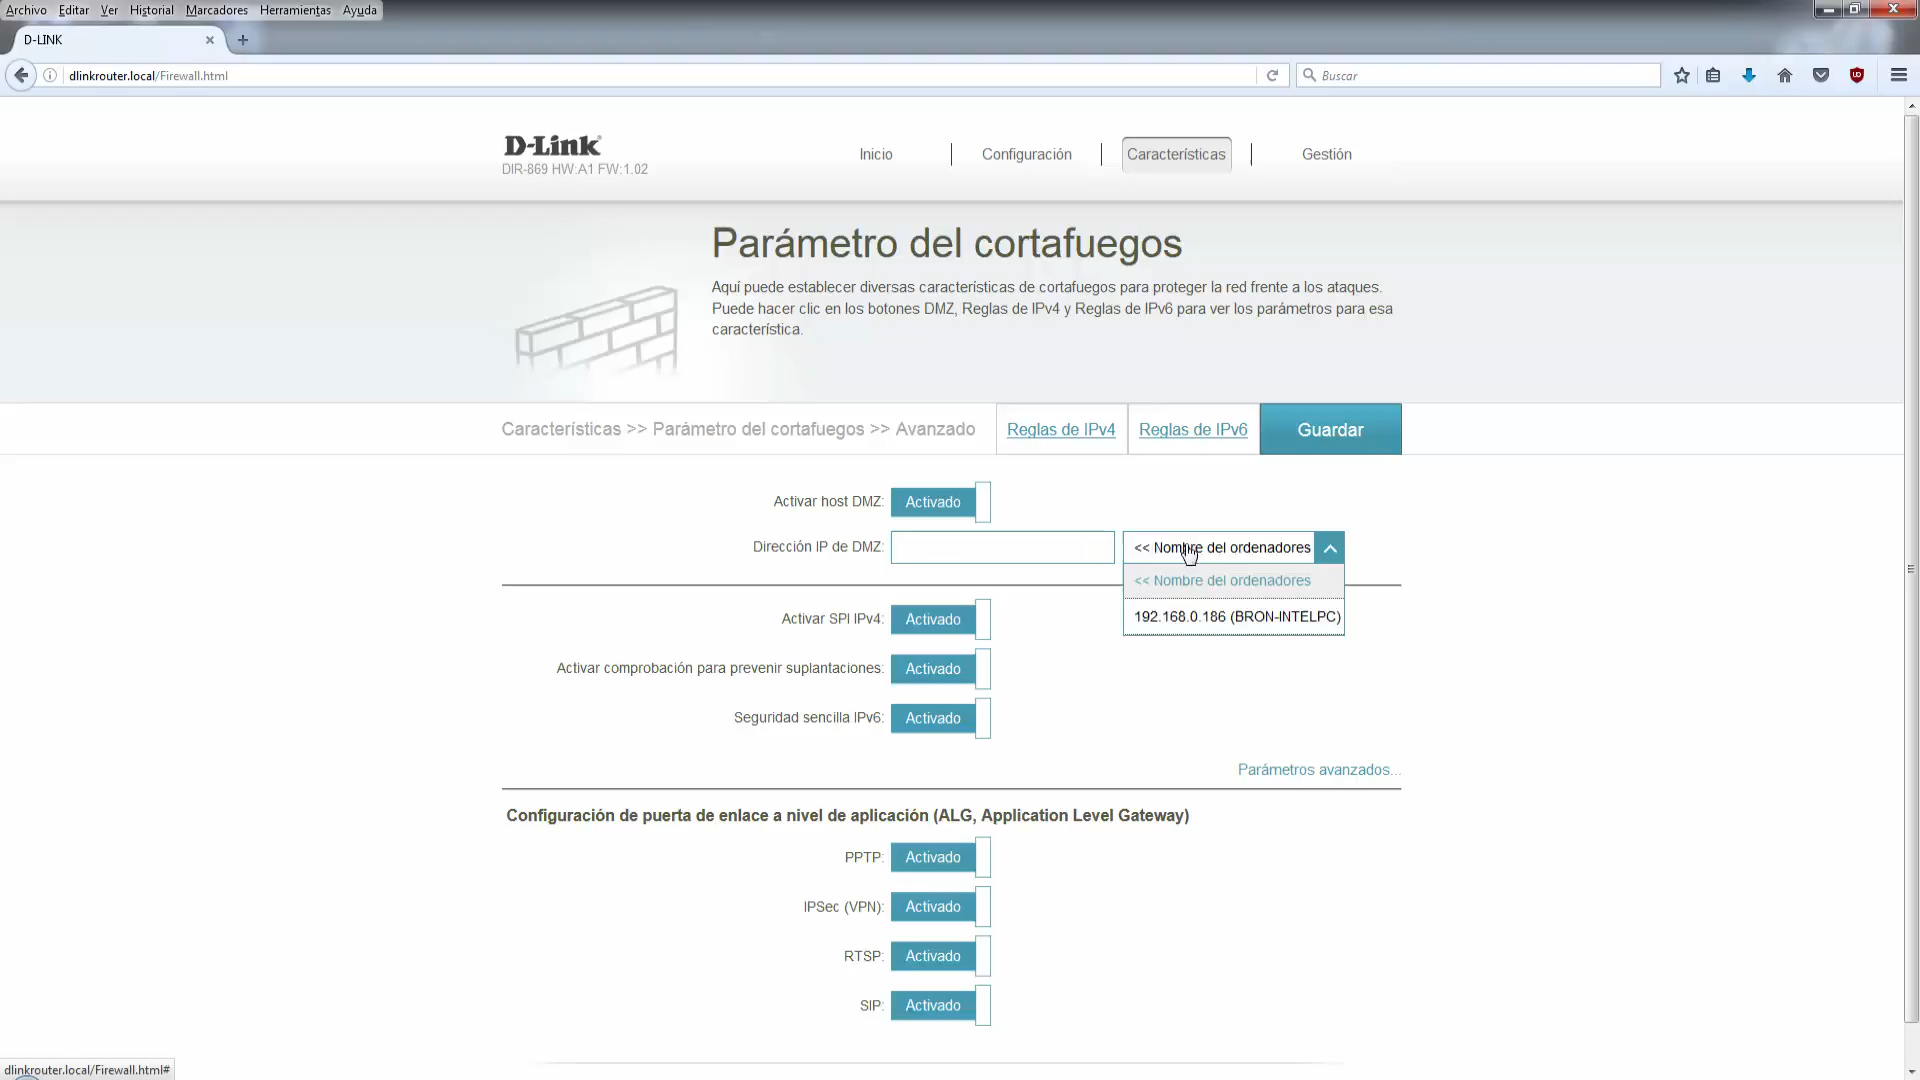 Archivo Editar Ver Historial Marcadores Herramientas Ayuda
D-LINK
dlinkrouter.local/Firewall.html
Buscar
D-Link
DIR-869 HW:A1 FW:1.02
Inicio
Configuración
Características
Gestión
Parámetro del cortafuegos
Aquí puede establecer diversas características de cortafuegos para proteger la red frente a los ataques.
Puede hacer clic en los botones DMZ, Reglas de IPv4 y Reglas de IPv6 para ver los parámetros para esa
característica.
Características >> Parámetro del cortafuegos >> Avanzado
Reglas de IPv4
Reglas de IPv6
Guardar
Activar host DMZ: Activado
Dirección IP de DMZ:
<< Nombre del ordenadores
<< Nombre del ordenadores
192.168.0.186 (BRON-INTELPC)
Activar SPI IPv4: Activado
Activar comprobación para prevenir suplantaciones: Activado
Seguridad sencilla IPv6: Activado
Parámetros avanzados...
Configuración de puerta de enlace a nivel de aplicación (ALG, Application Level Gateway)
PPTP: Activado
IPSec (VPN): Activado
RTSP: Activado
SIP: Activado
dlinkrouter.local/Firewall.html#